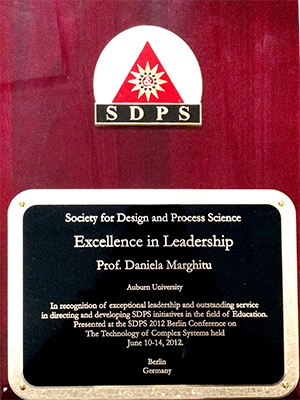 SDPS
Society for Design and Process Science
Excellence in Leadership
Prof. Daniela Marghitu
Auburn University
In recognition of exceptional leadership and outstanding service
in directing and developing SDPS initiatives in the field of Education.
Presented at the SDPS 2012 Berlin Conference on
The Technology of Complex Systems held
June 10-14, 2012.
Berlin
Germany